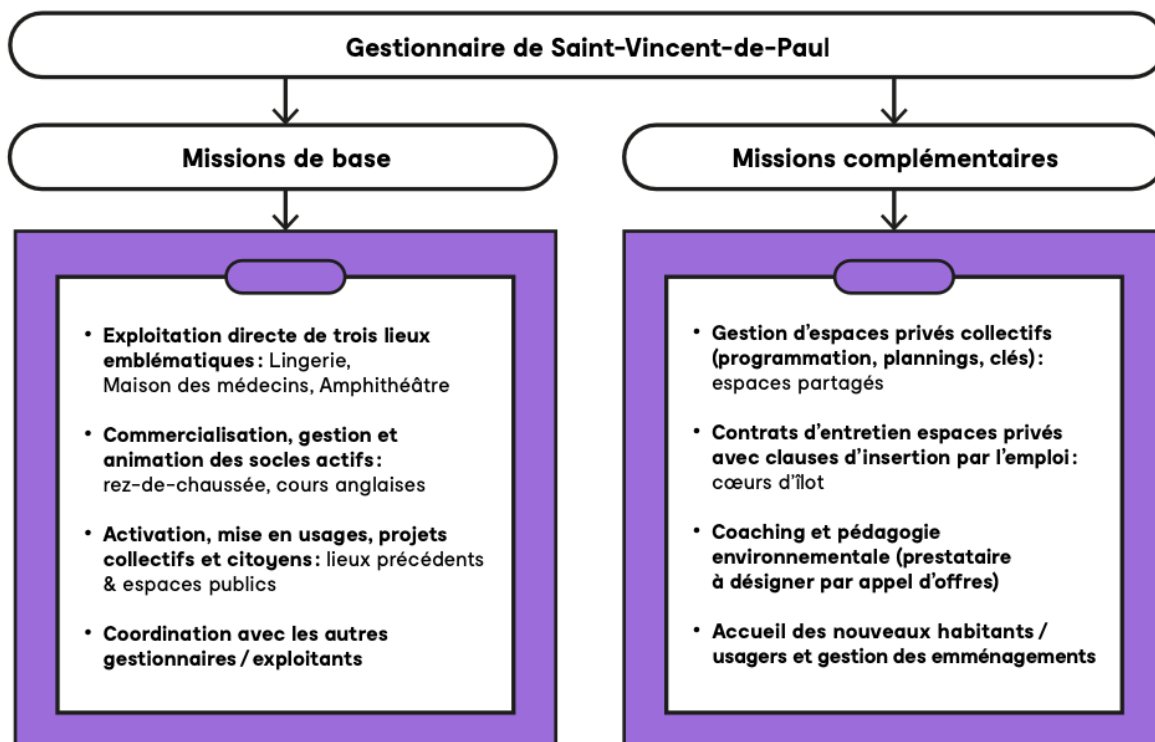 Gestionnaire de Saint-Vincent-de-Paul
Missions de base
• Exploitation directe de trois lieux
emblématiques : Lingerie,
Maison des médecins, Amphithéâtre
• Commercialisation, gestion et
animation des socles actifs :
rez-de-chaussée, cours anglaises
• Activation, mise en usages, projets
collectifs et citoyens : lieux précédents
& espaces publics
• Coordination avec les autres
gestionnaires / exploitants
Missions complémentaires
• Gestion d’espaces privés collectifs
(programmation, plannings, clés) :
espaces partagés
• Contrats d’entretien espaces privés
avec clauses d’insertion par l’emploi :
cœurs d’îlot
• Coaching et pédagogie
environnementale (prestataire
à désigner par appel d’offres)
• Accueil des nouveaux habitants /
usagers et gestion des emménagements